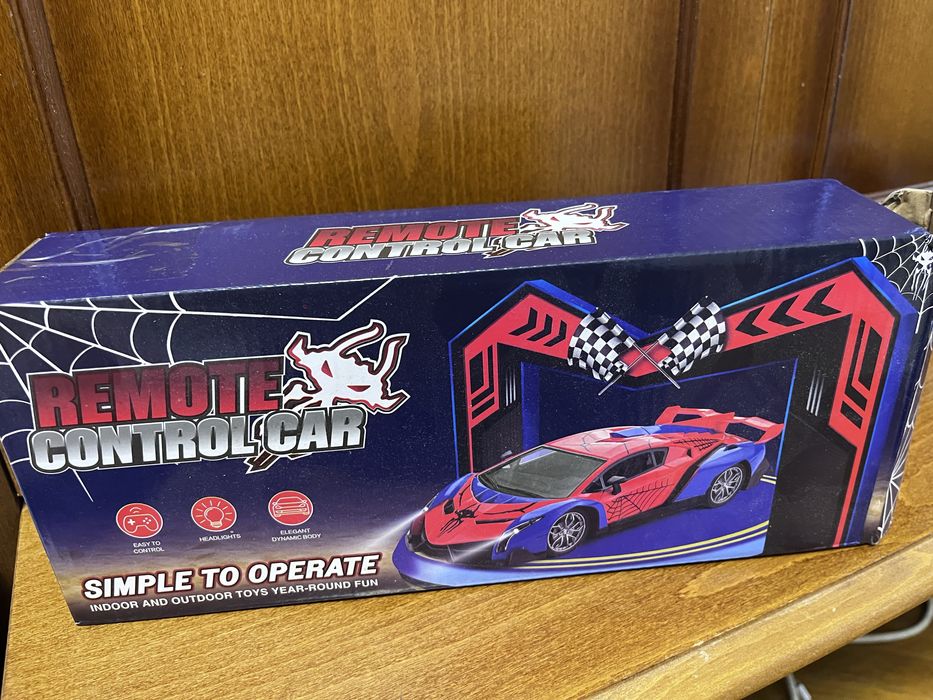 REMOTE
CONTROL CAR
REMOTE
CONTROL CAR
EASY TO
CONTROL
HEADLIGHTS
ELEGANT
DYNAMIC BODY
SIMPLE TO OPERATE
INDOOR AND OUTDOOR TOYS YEAR-ROUND FUN